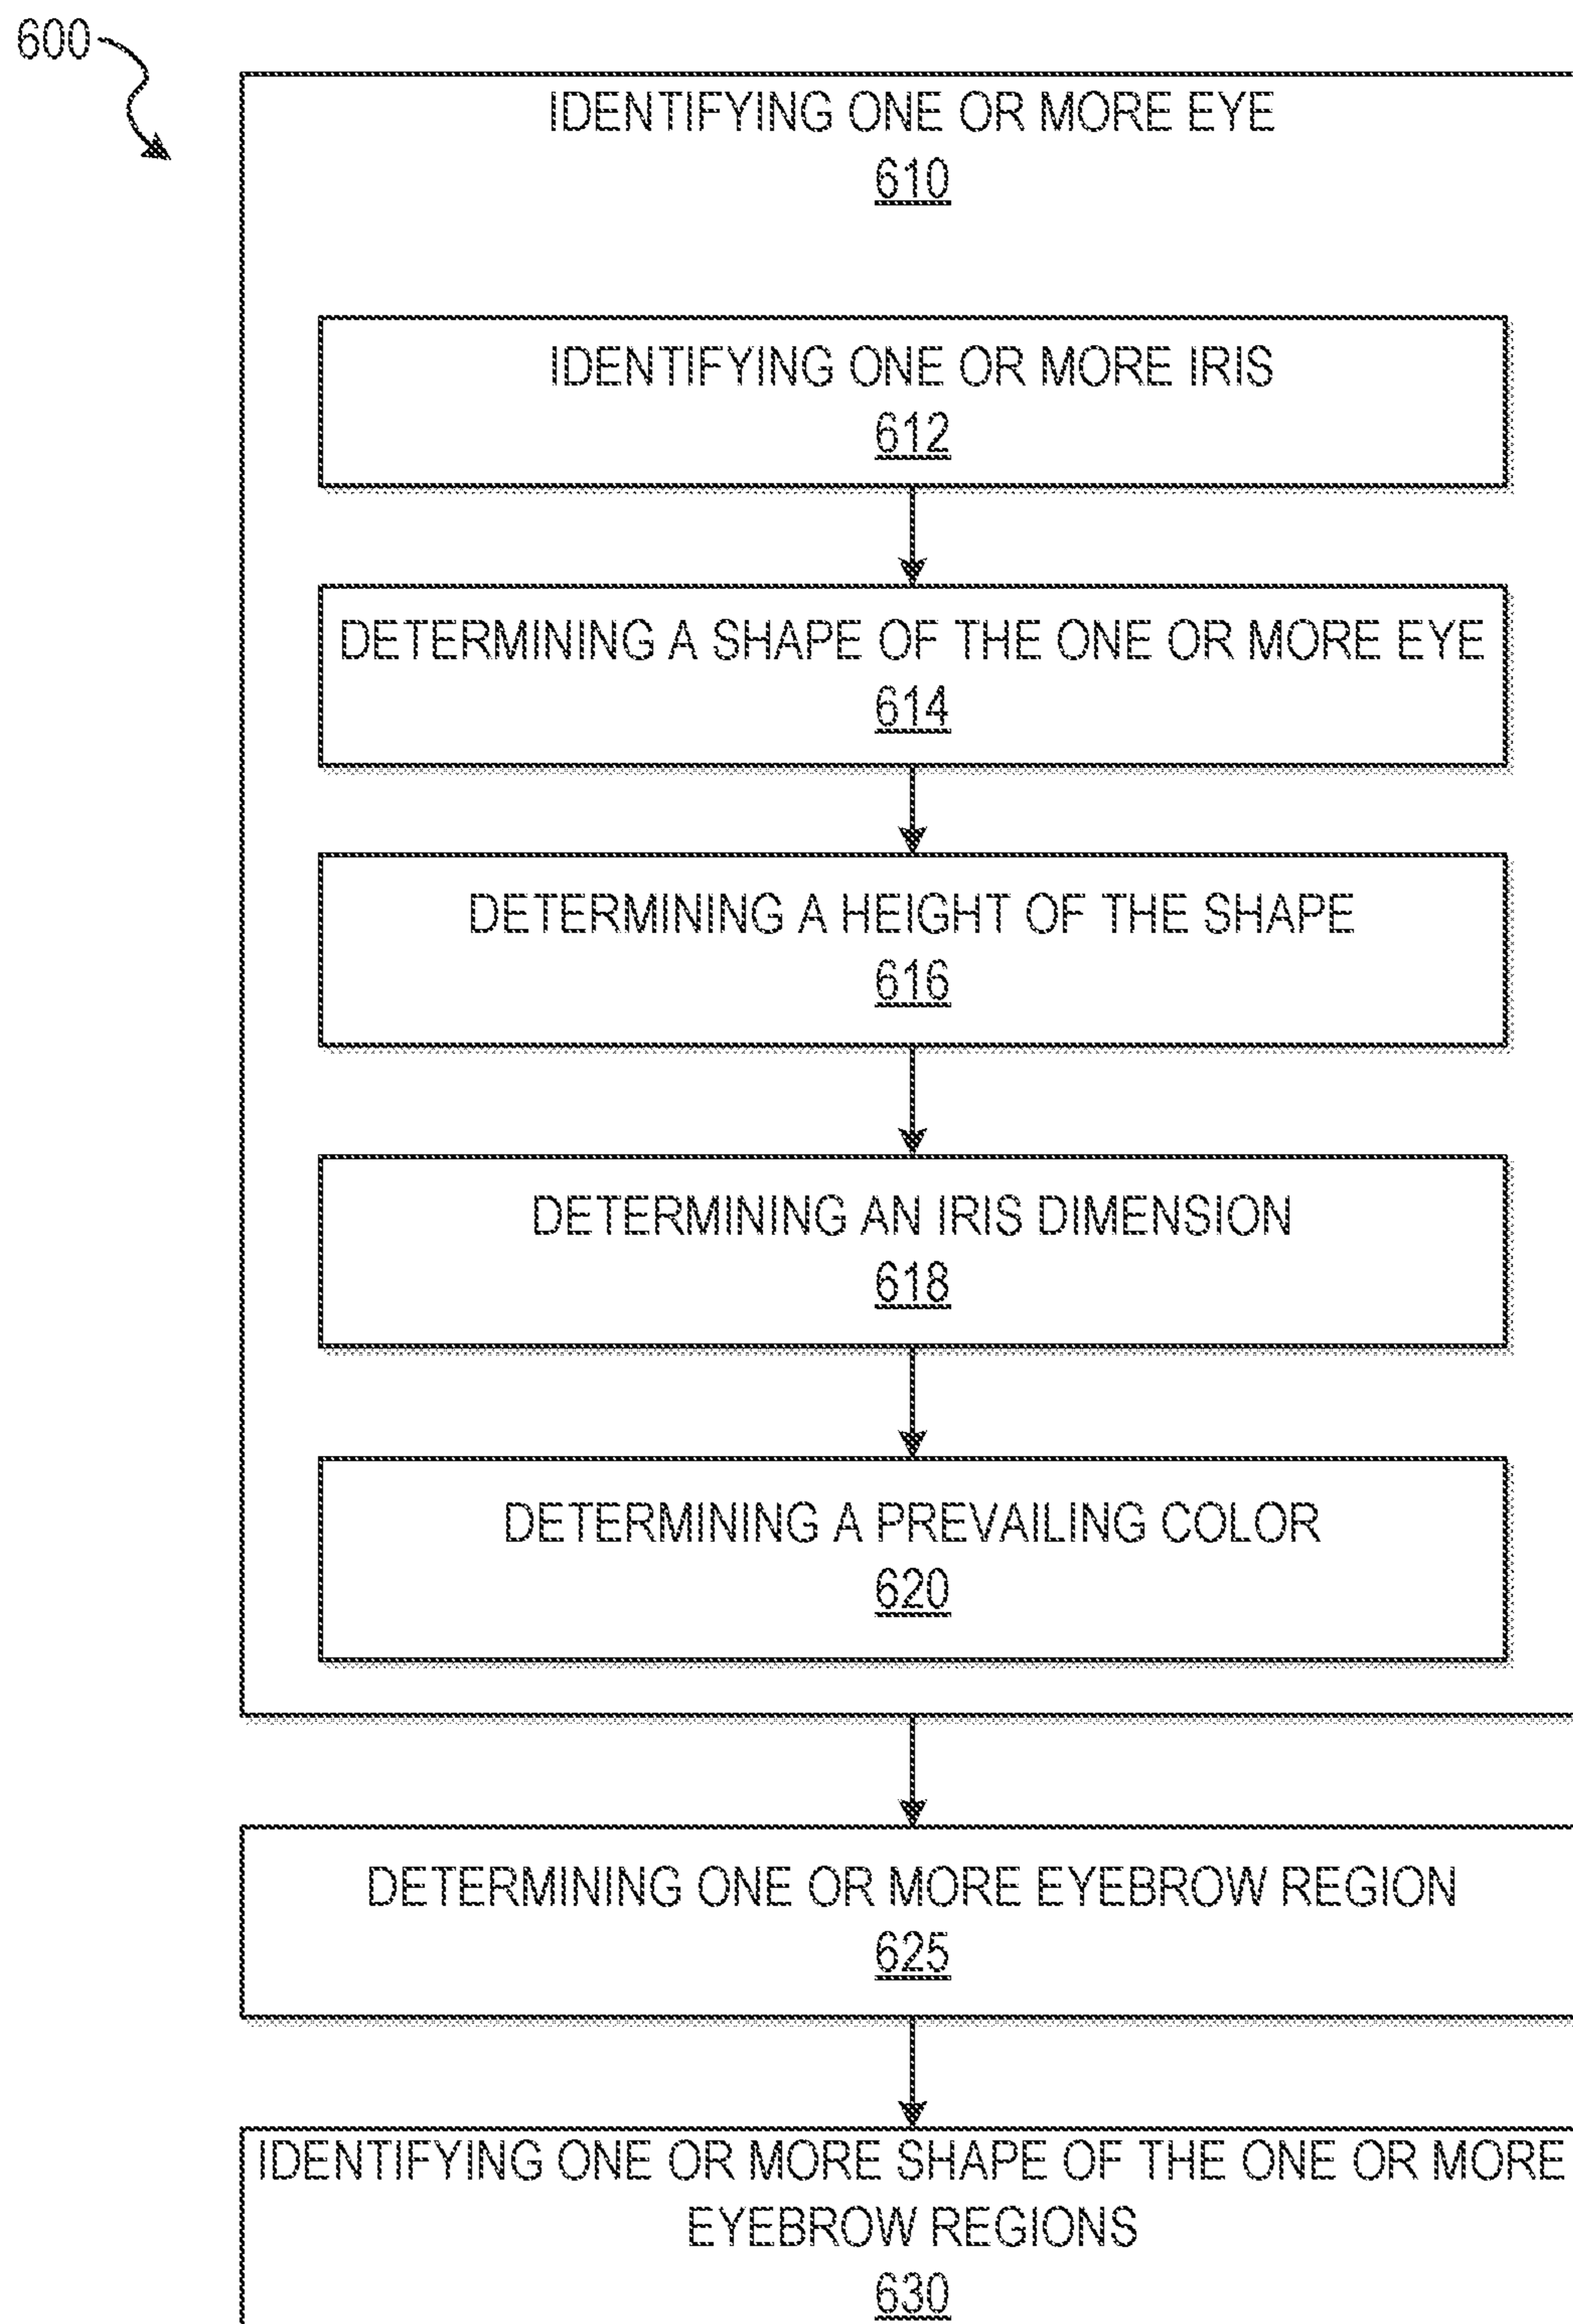 600
IDENTIFYING ONE OR MORE EYE
610
IDENTIFYING ONE OR MORE IRIS
612
DETERMINING A SHAPE OF THE ONE OR MORE EYE
614
DETERMINING A HEIGHT OF THE SHAPE
616
DETERMINING AN IRIS DIMENSION
618
DETERMINING A PREVAILING COLOR
620
DETERMINING ONE OR MORE EYEBROW REGION
625
IDENTIFYING ONE OR MORE SHAPE OF THE ONE OR MORE
EYEBROW REGIONS
630